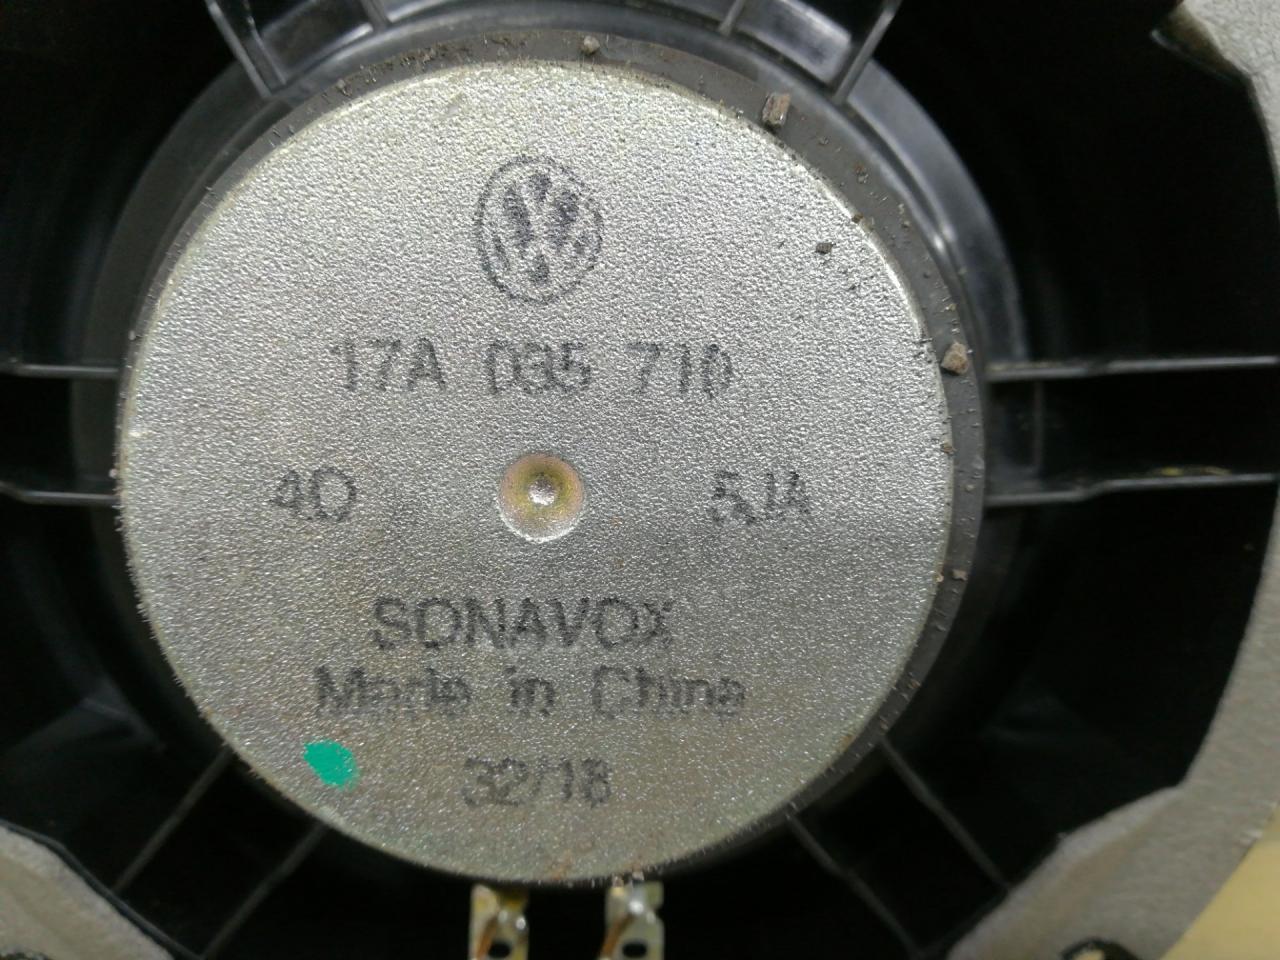 17A 035 710
4Ω 5JA
SONAVOX
Made in China
32/18